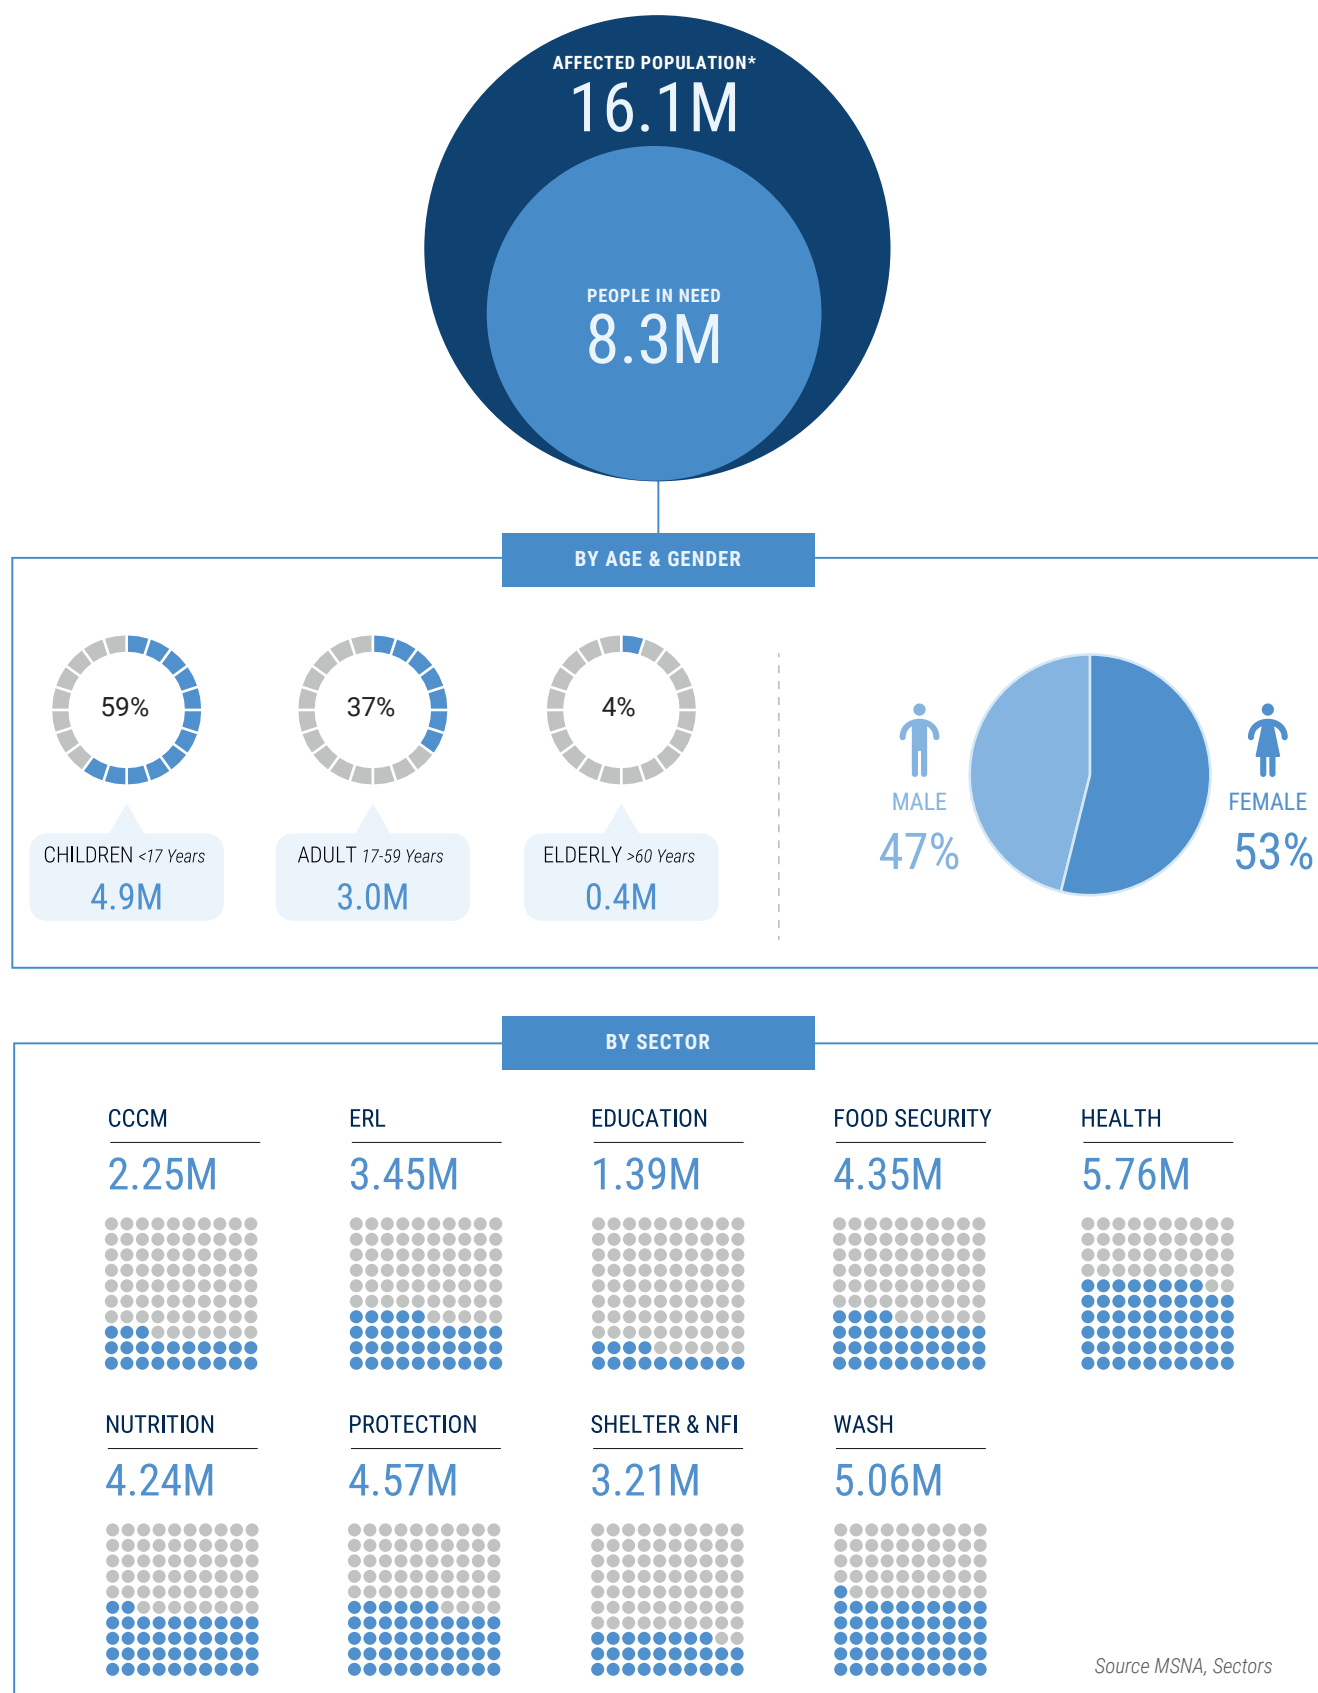 AFFECTED POPULATION*
16.1M
PEOPLE IN NEED
8.3M
BY AGE & GENDER
59%
37%
4%
CHILDREN <17 Years
4.9M
ADULT 17-59 Years
3.0M
ELDERLY >60 Years
0.4M
MALE
47%
FEMALE
53%
BY SECTOR
CCCM
2.25M
ERL
3.45M
EDUCATION
1.39M
FOOD SECURITY
4.35M
HEALTH
5.76M
NUTRITION
4.24M
PROTECTION
4.57M
SHELTER & NFI
3.21M
WASH
5.06M
Source MSNA, Sectors